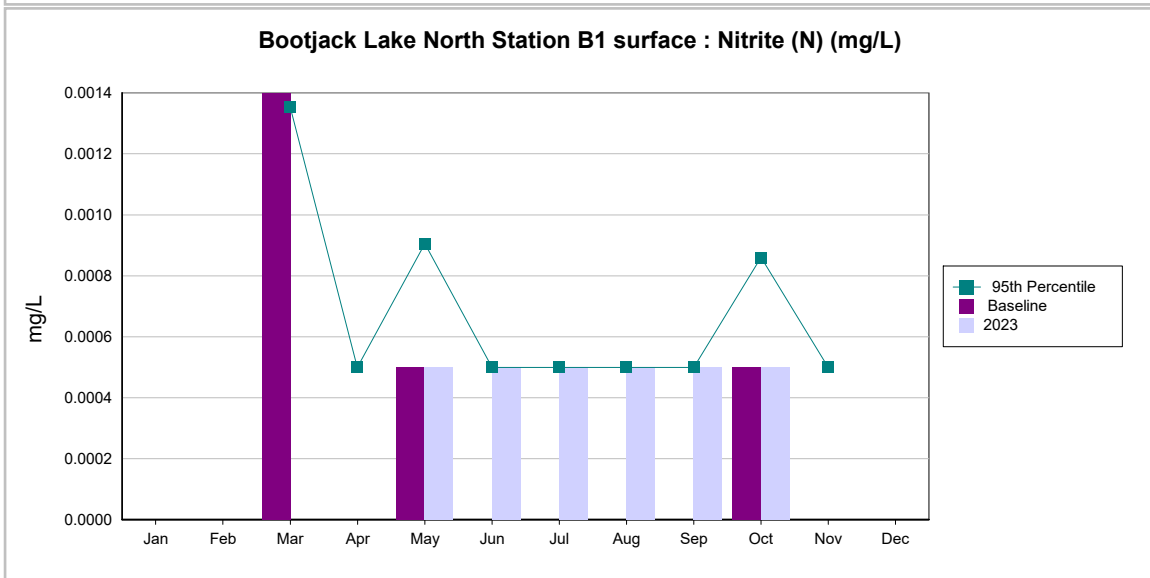 Bootjack Lake North Station B1 surface : Nitrite (N) (mg/L)
0.0014
0.0012
0.0010
0.0008
0.0006
0.0004
0.0002
0.0000
mg/L
Jan Feb Mar Apr May Jun Jul Aug Sep Oct Nov Dec
95th Percentile
Baseline
2023